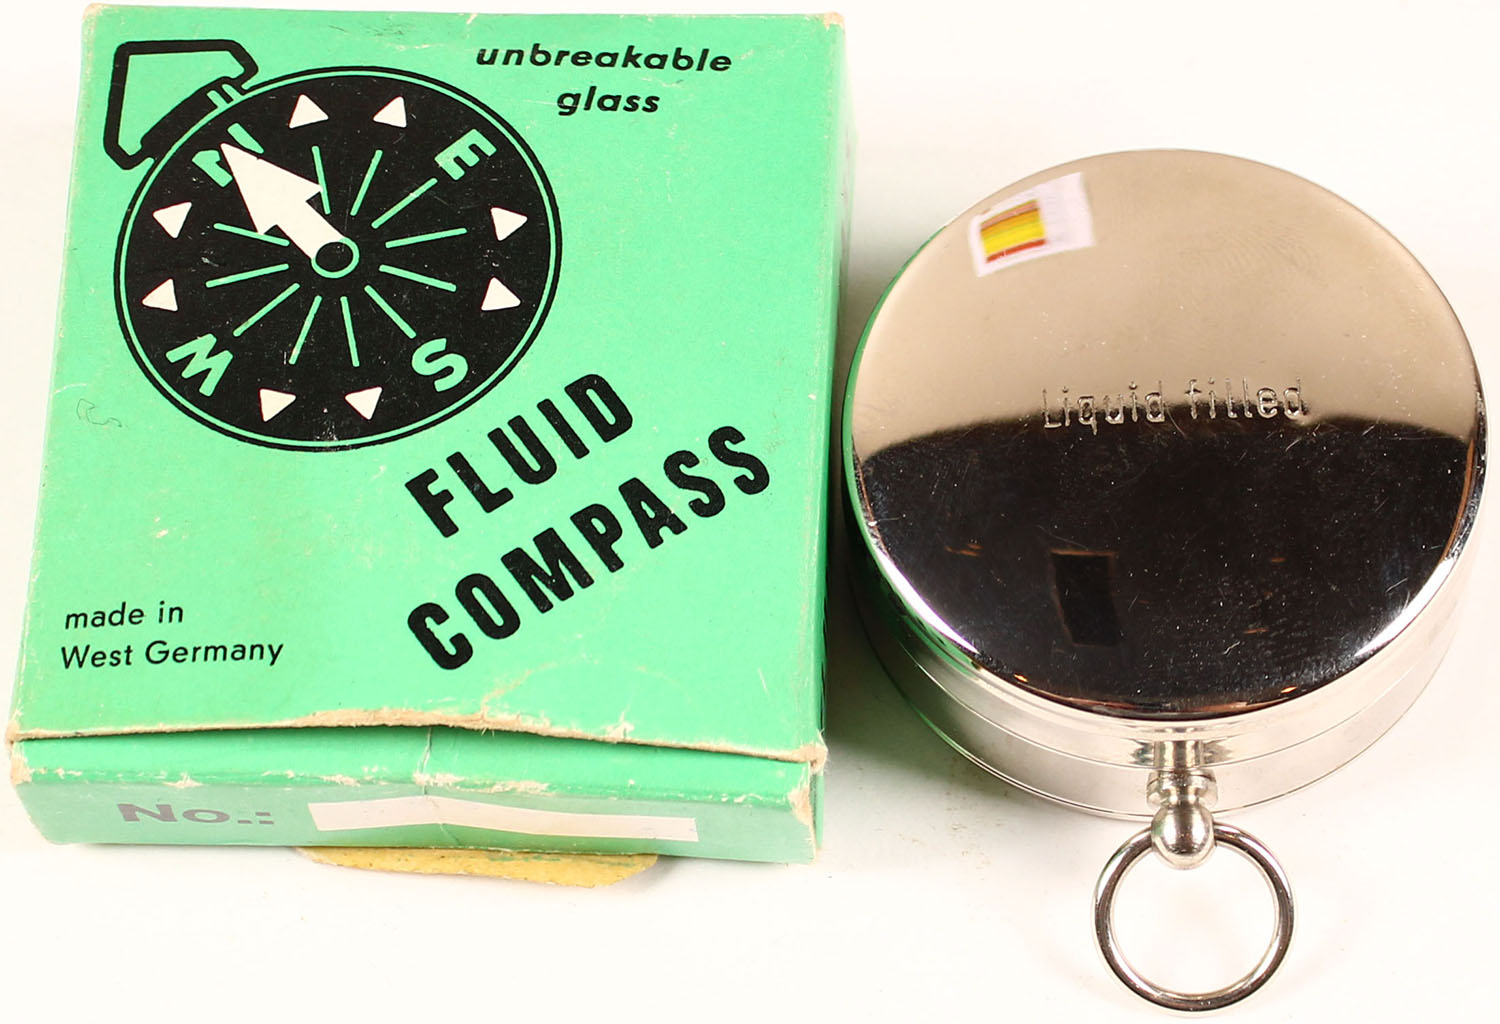 unbreakable
glass
N
E
W
S
FLUID
COMPASS
made in
West Germany
No.:
Liquid filled